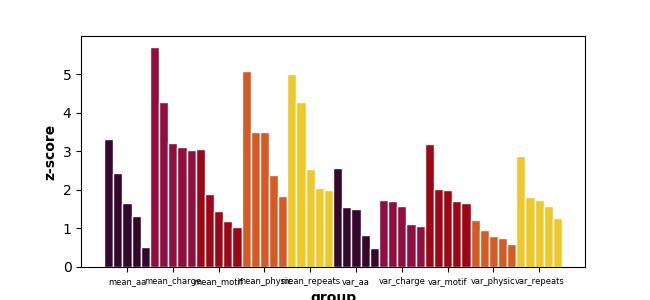 z-score
5
4
3
2
1
0
mean_aa mean_charge mean_motif mean_physic mean_repeats var_aa var_charge var_motif var_physic var_repeats
group